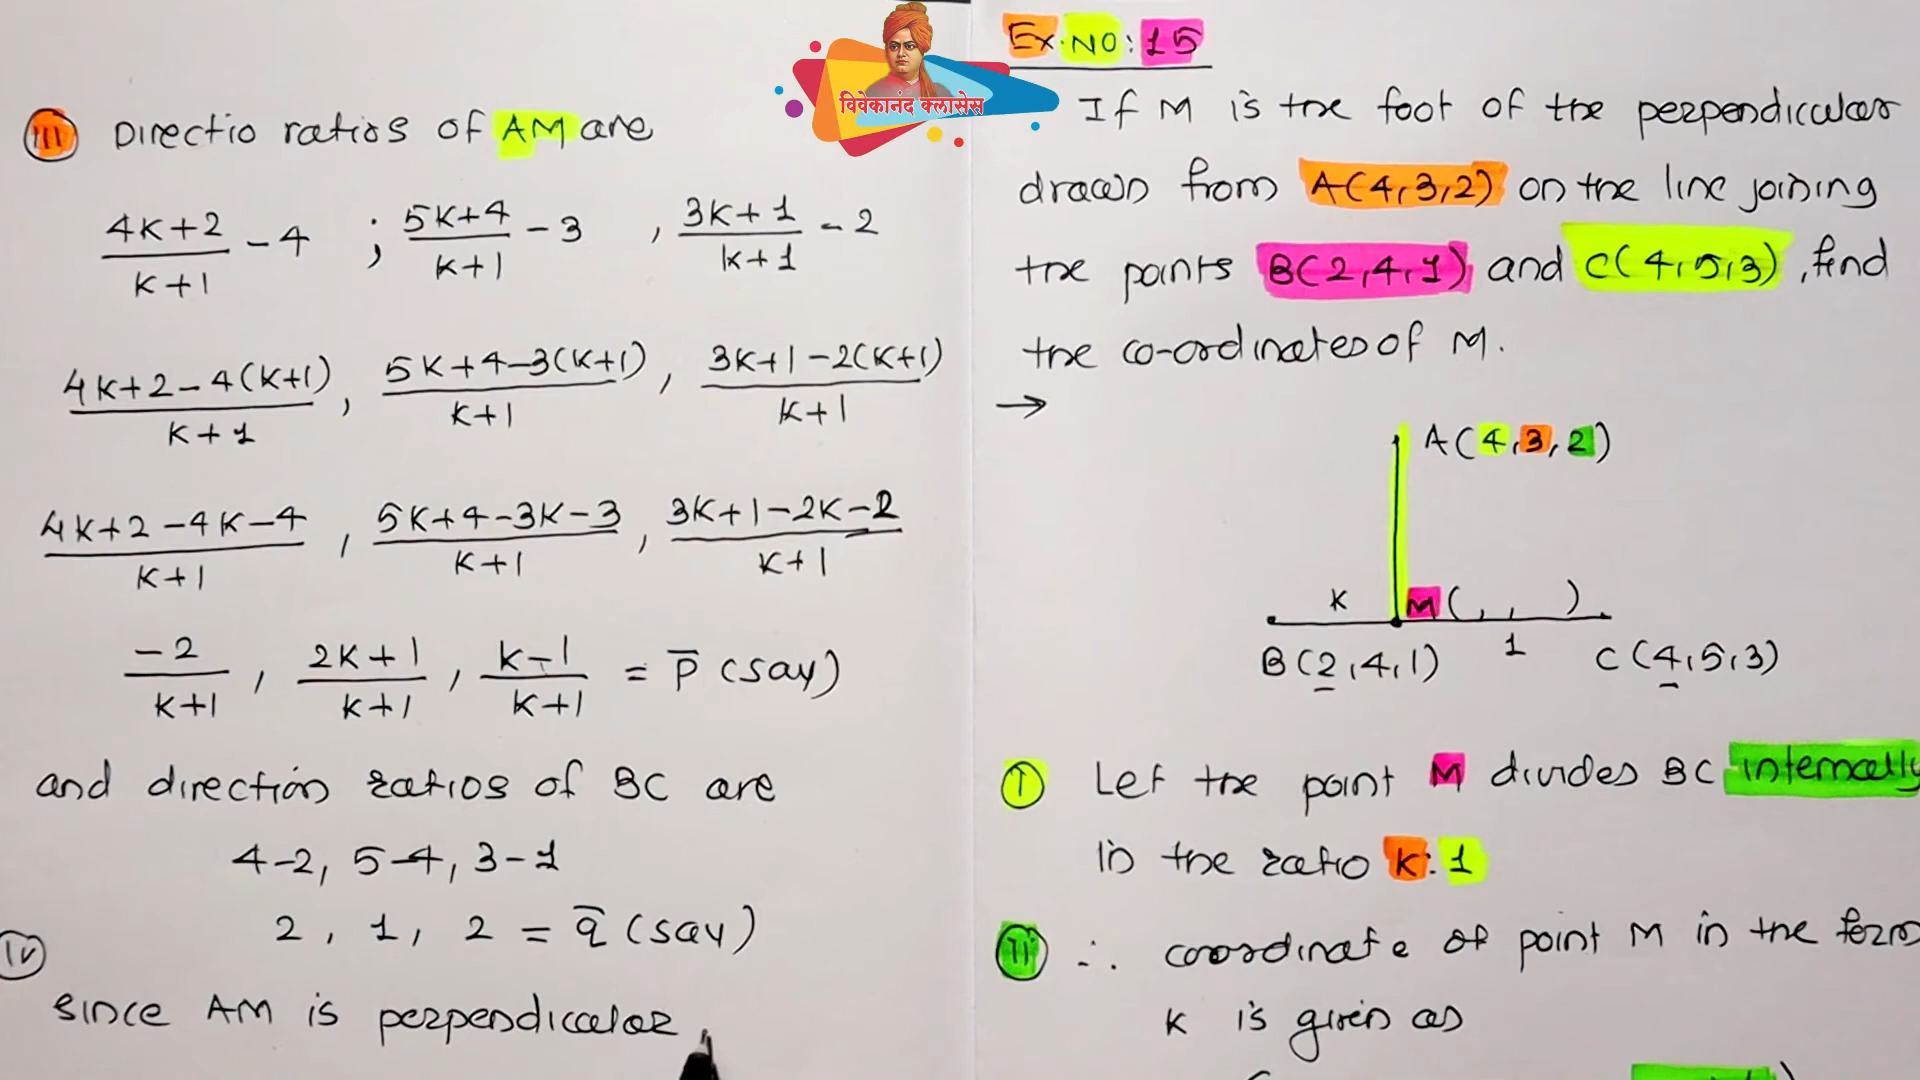 विवेकानंद क्लासेस
III Directio ratios of AM are
4k+2/k+1 - 4 ; 5k+4/k+1 - 3 , 3k+1/k+1 - 2
4k+2-4(k+1)/k+1 , 5k+4-3(k+1)/k+1 , 3k+1-2(k+1)/k+1
4k+2-4k-4/k+1 , 5k+4-3k-3/k+1 , 3k+1-2k-2/k+1
-2/k+1 , 2k+1/k+1 , k-1/k+1 = p̅ (say)
and direction ratios of BC are
4-2, 5-4, 3-1
2 , 1, 2 = q̅ (say)
IV
since AM is perpendicular
Ex. NO: 15
If M is the foot of the perpendicular
drawn from A(4,3,2) on the line joining
the points B(2,4,1) and C(4,5,3), find
the co-ordinates of M.
→
A(4,3,2)
k M( , , )
B(2,4,1) 1 C(4,5,3)
I Let the point M divides BC internally
in the ratio k:1
II ∴ coordinate of point M in the form
k is given as